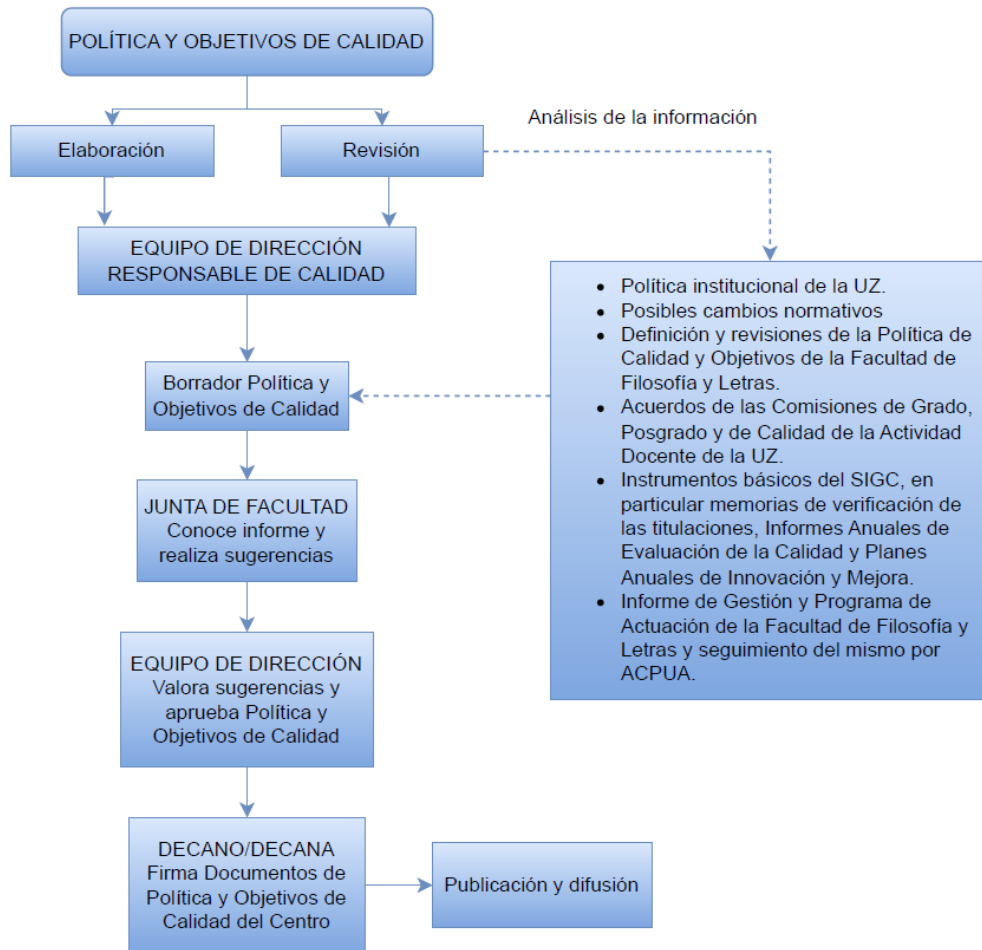 POLÍTICA Y OBJETIVOS DE CALIDAD
Elaboración
Revisión
Análisis de la información
EQUIPO DE DIRECCIÓN
RESPONSABLE DE CALIDAD
• Política institucional de la UZ.
• Posibles cambios normativos
• Definición y revisiones de la Política de
Calidad y Objetivos de la Facultad de
Filosofía y Letras.
• Acuerdos de las Comisiones de Grado,
Posgrado y de Calidad de la Actividad
Docente de la UZ.
• Instrumentos básicos del SIGC, en
particular memorias de verificación de
las titulaciones, Informes Anuales de
Evaluación de la Calidad y Planes
Anuales de Innovación y Mejora.
• Informe de Gestión y Programa de
Actuación de la Facultad de Filosofía y
Letras y seguimiento del mismo por
ACPUA.
Borrador Política y
Objetivos de Calidad
JUNTA DE FACULTAD
Conoce informe y
realiza sugerencias
EQUIPO DE DIRECCIÓN
Valora sugerencias y
aprueba Política y
Objetivos de Calidad
DECANO/DECANA
Firma Documentos de
Política y Objetivos de
Calidad del Centro
Publicación y difusión